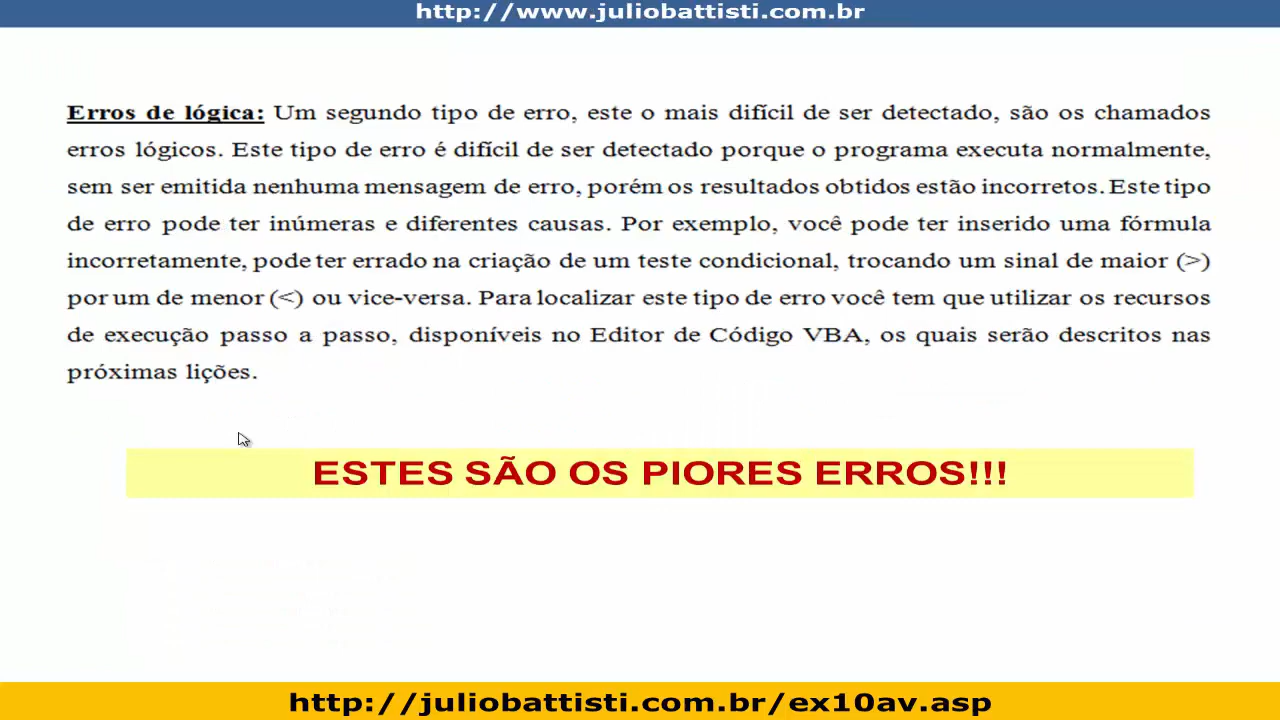 http://www.juliobattisti.com.br
Erros de lógica: Um segundo tipo de erro, este o mais difícil de ser detectado, são os chamados
erros lógicos. Este tipo de erro é difícil de ser detectado porque o programa executa normalmente,
sem ser emitida nenhuma mensagem de erro, porém os resultados obtidos estão incorretos. Este tipo
de erro pode ter inúmeras e diferentes causas. Por exemplo, você pode ter inserido uma fórmula
incorretamente, pode ter errado na criação de um teste condicional, trocando um sinal de maior (>)
por um de menor (<) ou vice-versa. Para localizar este tipo de erro você tem que utilizar os recursos
de execução passo a passo, disponíveis no Editor de Código VBA, os quais serão descritos nas
próximas lições.
ESTES SÃO OS PIORES ERROS!!!
http://juliobattisti.com.br/ex10av.asp